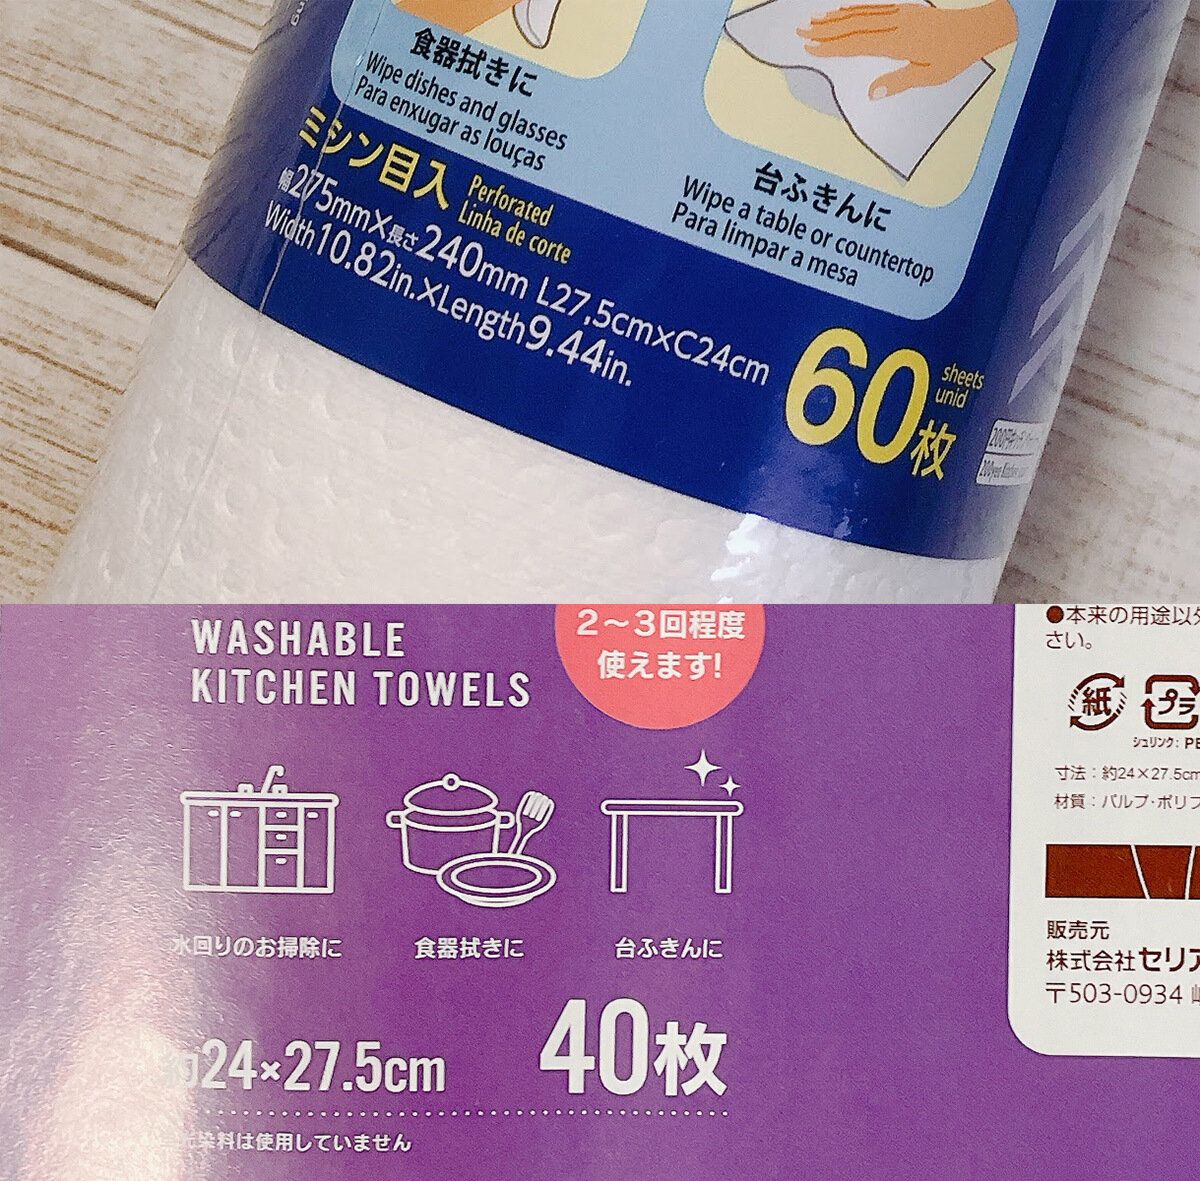 食器拭きに
Wipe dishes and glasses
Para enxugar as louças
台ふきんに
Wipe a table or countertop
Para limpar a mesa
ミシン目入
Perforated
Linha de corte
幅275mm×長さ240mm L27,5cm×C24cm
Width10.82in.×Length9.44in.
60枚
sheets
unid
WASHABLE
KITCHEN TOWELS
2〜3回程度
使えます!
水回りのお掃除に
食器拭きに
台ふきんに
約24×27.5cm
40枚
染料は使用していません
●本来の用途以外
さい。
紙
プラ
シュリンク: PE
寸法:約24×27.5cm
材質:パルプ・ポリプ
販売元
株式会社セリア
〒503-0934